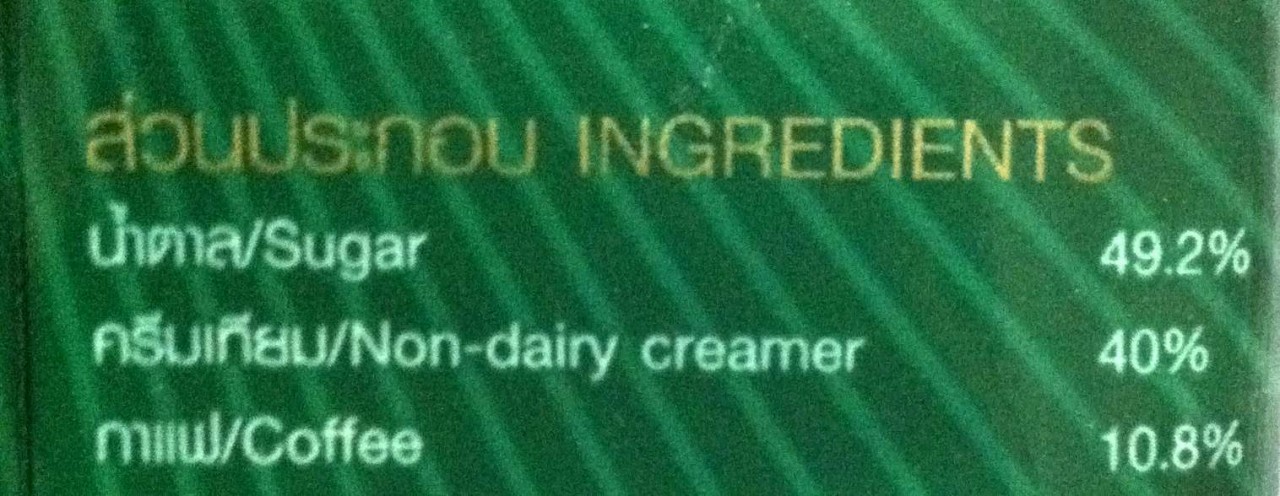 ส่วนประกอบ INGREDIENTS
น้ำตาล/Sugar 49.2%
ครีมเทียม/Non-dairy creamer 40%
กาแฟ/Coffee 10.8%